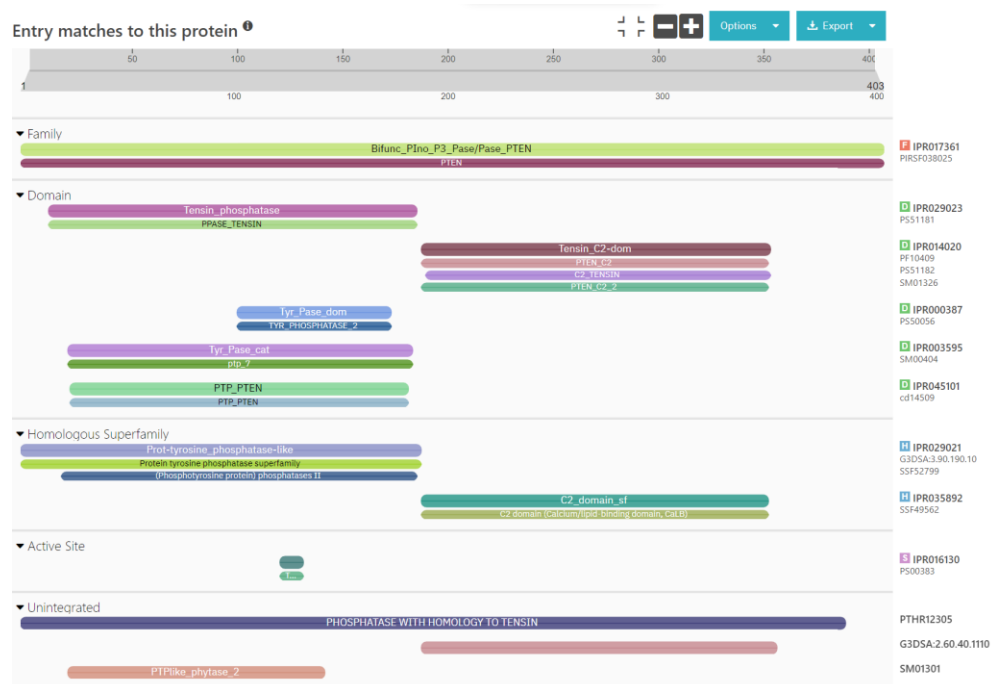 Entry matches to this protein
Options
Export
50 100 150 200 250 300 350 400
1 403
100 200 300 400
Family
Bifunc_PIno_P3_Pase/Pase_PTEN
F IPR017361
PTEN
PIRSF038025
Domain
Tensin_phosphatase
D IPR029023
PPASE_TENSIN
PS51181
Tensin_C2-dom
D IPR014020
PTEN_C2
PF10409
C2_TENSIN
PS51182
PTEN_C2_2
SM01326
Tyr_Pase_dom
D IPR000387
TYR_PHOSPHATASE_2
PS50056
Tyr_Pase_cat
D IPR003595
ptp_7
SM00404
PTP_PTEN
D IPR045101
PTP_PTEN
cd14509
Homologous Superfamily
Prot-tyrosine_phosphatase-like
H IPR029021
Protein tyrosine phosphatase superfamily
G3DSA:3.90.190.10
(Phosphotyrosine protein) phosphatases II
SSF52799
C2_domain_sf
H IPR035892
C2 domain (Calcium/lipid-binding domain, CaLB)
SSF49562
Active Site
S IPR016130
T...
PS00383
Unintegrated
PHOSPHATASE WITH HOMOLOGY TO TENSIN
PTHR12305
G3DSA:2.60.40.1110
PTPlike_phytase_2
SM01301